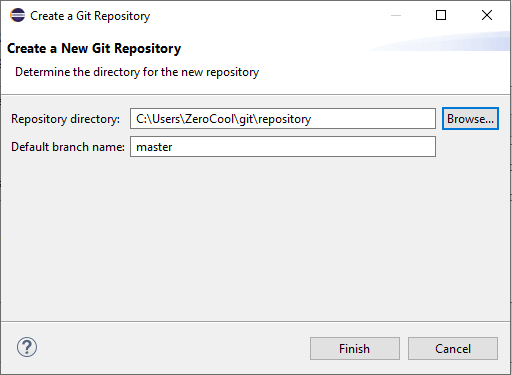 Create a Git Repository
Create a New Git Repository
Determine the directory for the new repository
Repository directory: C:\Users\ZeroCool\git\repository Browse...
Default branch name: master
? Finish Cancel